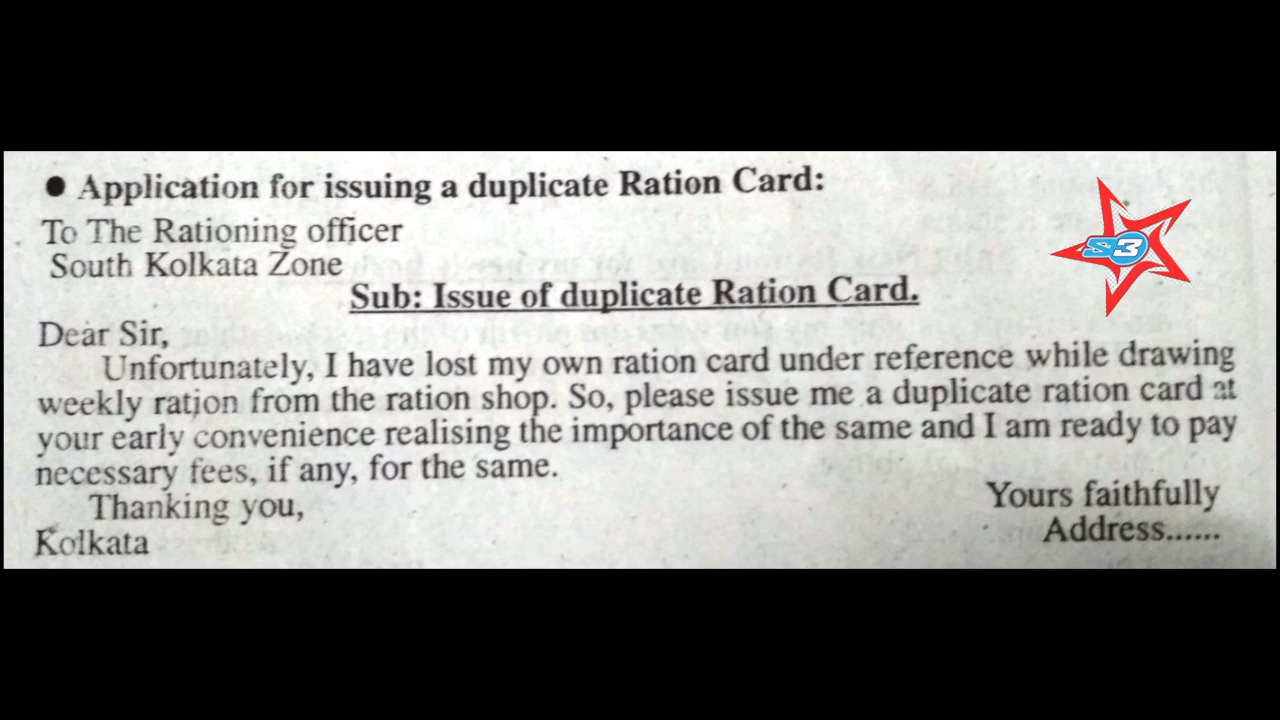 ● Application for issuing a duplicate Ration Card:
To The Rationing officer
South Kolkata Zone
Sub: Issue of duplicate Ration Card.
Dear Sir,
Unfortunately, I have lost my own ration card under reference while drawing
weekly ration from the ration shop. So, please issue me a duplicate ration card at
your early convenience realising the importance of the same and I am ready to pay
necessary fees, if any, for the same.
Thanking you,
Yours faithfully
Kolkata
Address......
S3